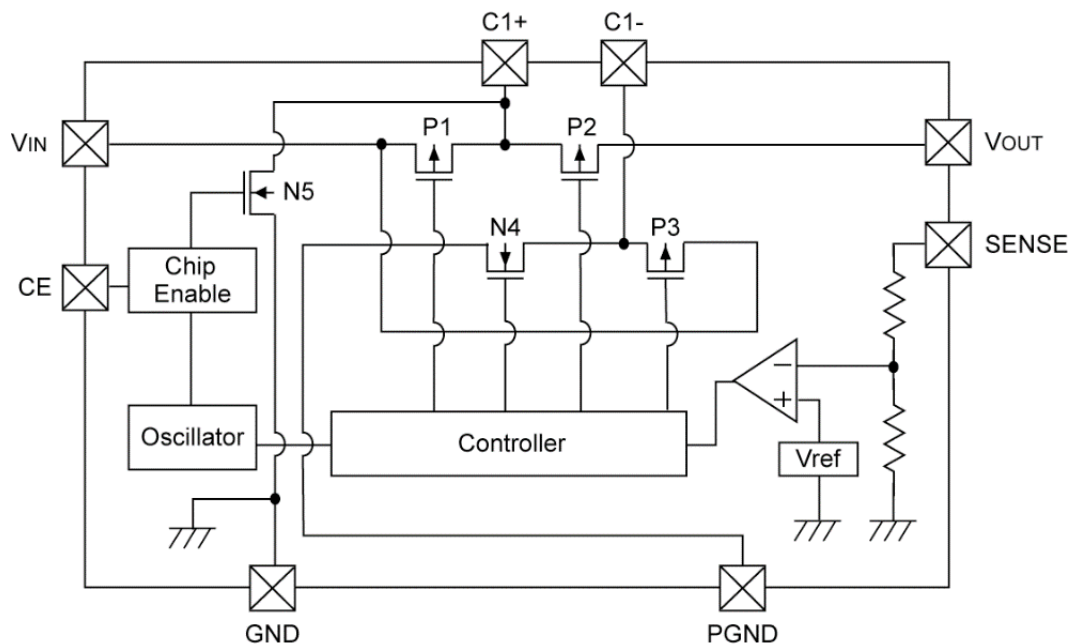 C1+
C1-
VIN
P1
P2
VOUT
N5
N4
P3
SENSE
CE
Chip
Enable
Oscillator
Controller
−
+
Vref
GND
PGND